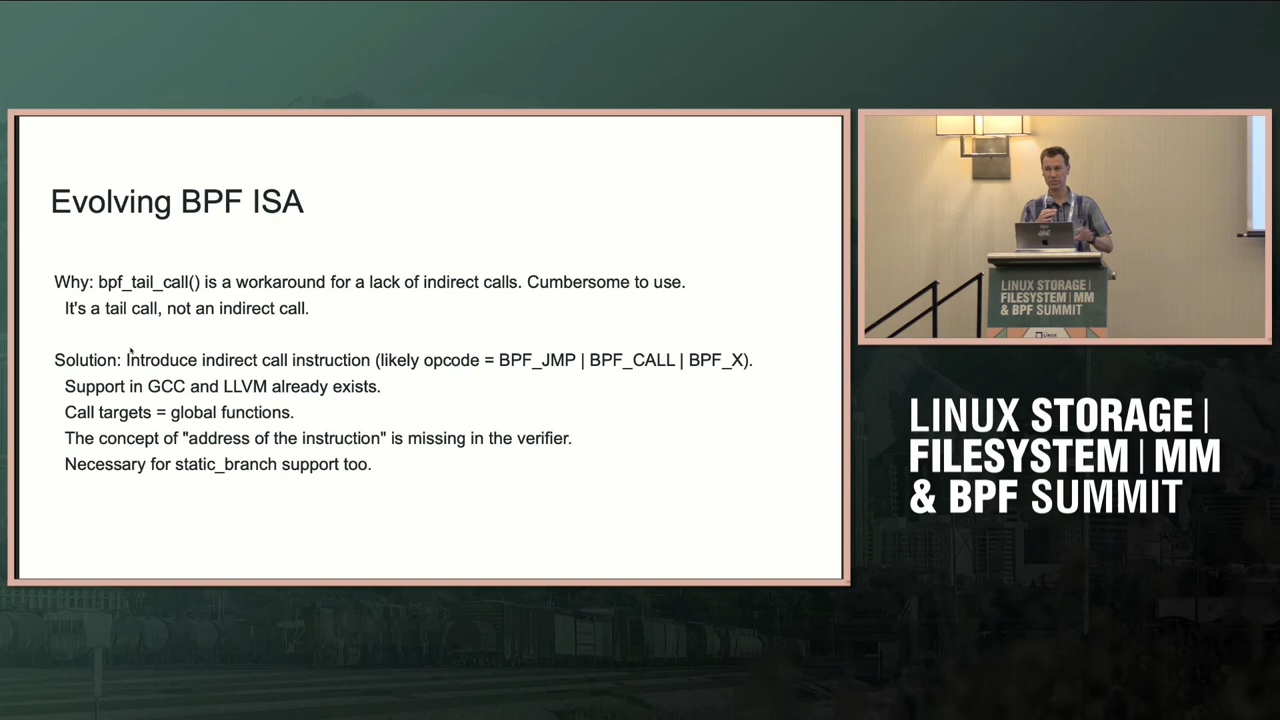 Evolving BPF ISA
Why: bpf_tail_call() is a workaround for a lack of indirect calls. Cumbersome to use.
It's a tail call, not an indirect call.
Solution: Introduce indirect call instruction (likely opcode = BPF_JMP | BPF_CALL | BPF_X).
Support in GCC and LLVM already exists.
Call targets = global functions.
The concept of "address of the instruction" is missing in the verifier.
Necessary for static_branch support too.
LINUX STORAGE |
FILESYSTEM | MM
& BPF SUMMIT
LINUX STORAGE |
FILESYSTEM | MM
& BPF SUMMIT